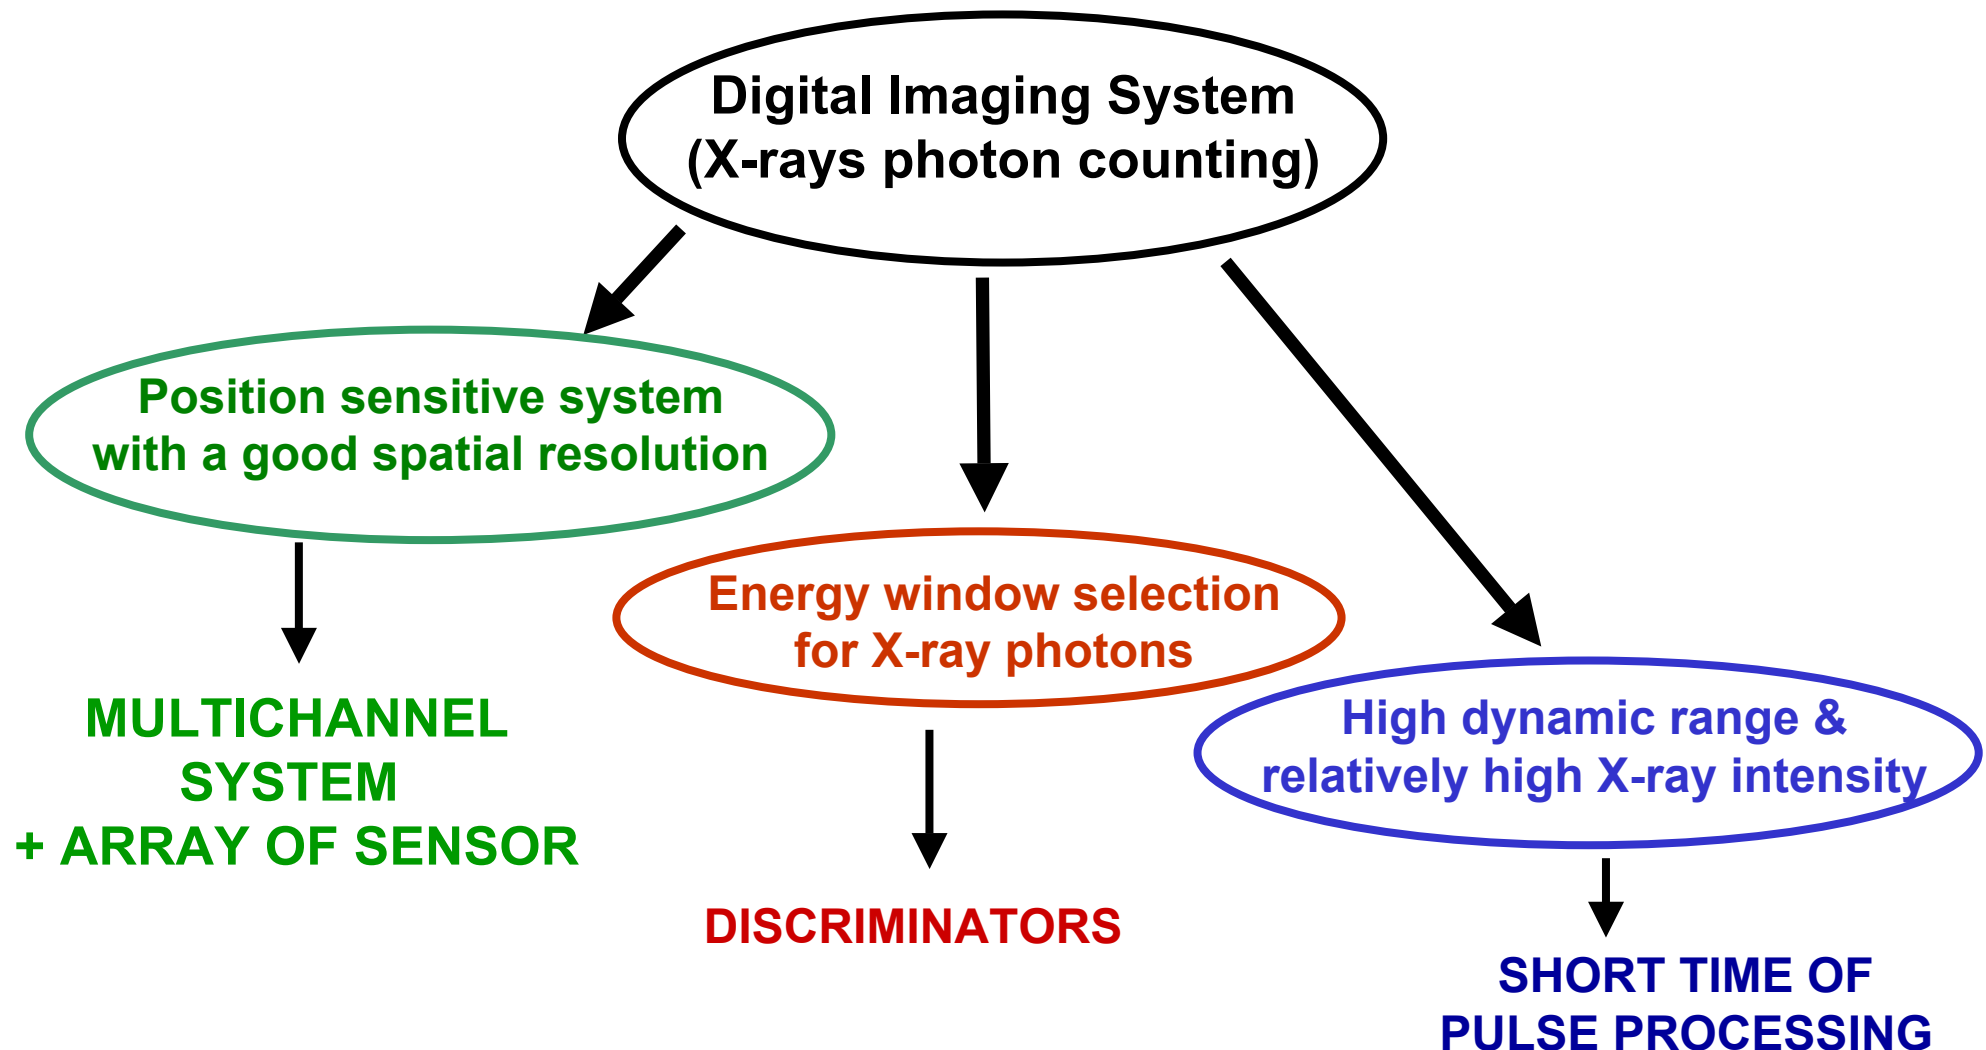 Digital Imaging System
(X-rays photon counting)
Position sensitive system
with a good spatial resolution
Energy window selection
for X-ray photons
High dynamic range &
relatively high X-ray intensity
MULTICHANNEL
SYSTEM
+ ARRAY OF SENSOR
DISCRIMINATORS
SHORT TIME OF
PULSE PROCESSING